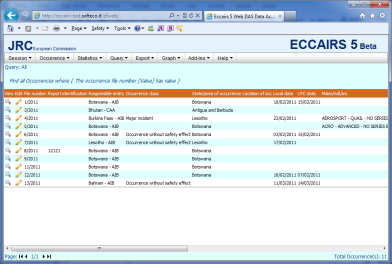 http://eccairs-test.softeco.it/e5web/
Eccairs 5 Web DAS Data Ac...
Page Safety Tools
JRC European Commission
ECCAIRS 5 Beta
Session Occurrence Statistics Query Export Graph Add-ins Help
Query: All
Find all Occurrences where ( The occurrence file number [Value] has value )
View Edit File number Report identification Responsible entity Occurrence class State/area of occurrence Location of occ Local date UTC date Make/mdl/srs
1/2011 Botswana - AIB Botswana 10/02/2011 15/02/2011
3/2011 Bhutan - CAA Antigua and Barbuda
4/2011 Burkina Faso - AIB Major incident Lesotho 23/02/2011 AEROSPORT - QUAIL - NO SERIES
5/2011 Botswana - AIB Botswana ACRO - ADVANCED - NO SERIES E
6/2011 Botswana - AIB Occurrence without safety effect Botswana 03/02/2011 15/02/2011
7/2011 Lesotho - AIB Occurrence without safety effect Lesotho 17/02/2011
8/2011 12121 Botswana - AIB Botswana
9/2011 Botswana - AIB Botswana
11/2011 Botswana - AIB Botswana
12/2011 Botswana - AIB Botswana 16/02/2011 07/02/2011
13/2011 Bahrain - AIB Occurrence without safety effect 11/03/2011 14/03/2011
Page: 1/1 Total Occurrence(s): 11